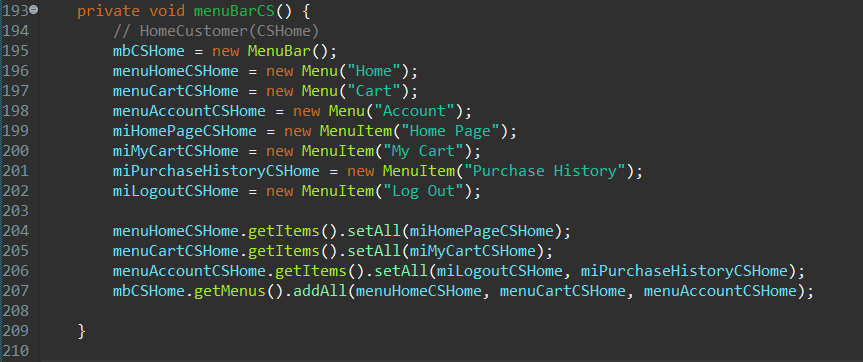 193 private void menuBarCS() {
194 // HomeCustomer(CSHome)
195 mbCSHome = new MenuBar();
196 menuHomeCSHome = new Menu("Home");
197 menuCartCSHome = new Menu("Cart");
198 menuAccountCSHome = new Menu("Account");
199 miHomePageCSHome = new MenuItem("Home Page");
200 miMyCartCSHome = new MenuItem("My Cart");
201 miPurchaseHistoryCSHome = new MenuItem("Purchase History");
202 miLogoutCSHome = new MenuItem("Log Out");
203
204 menuHomeCSHome.getItems().setAll(miHomePageCSHome);
205 menuCartCSHome.getItems().setAll(miMyCartCSHome);
206 menuAccountCSHome.getItems().setAll(miLogoutCSHome, miPurchaseHistoryCSHome);
207 mbCSHome.getMenus().addAll(menuHomeCSHome, menuCartCSHome, menuAccountCSHome);
208
209 }
210